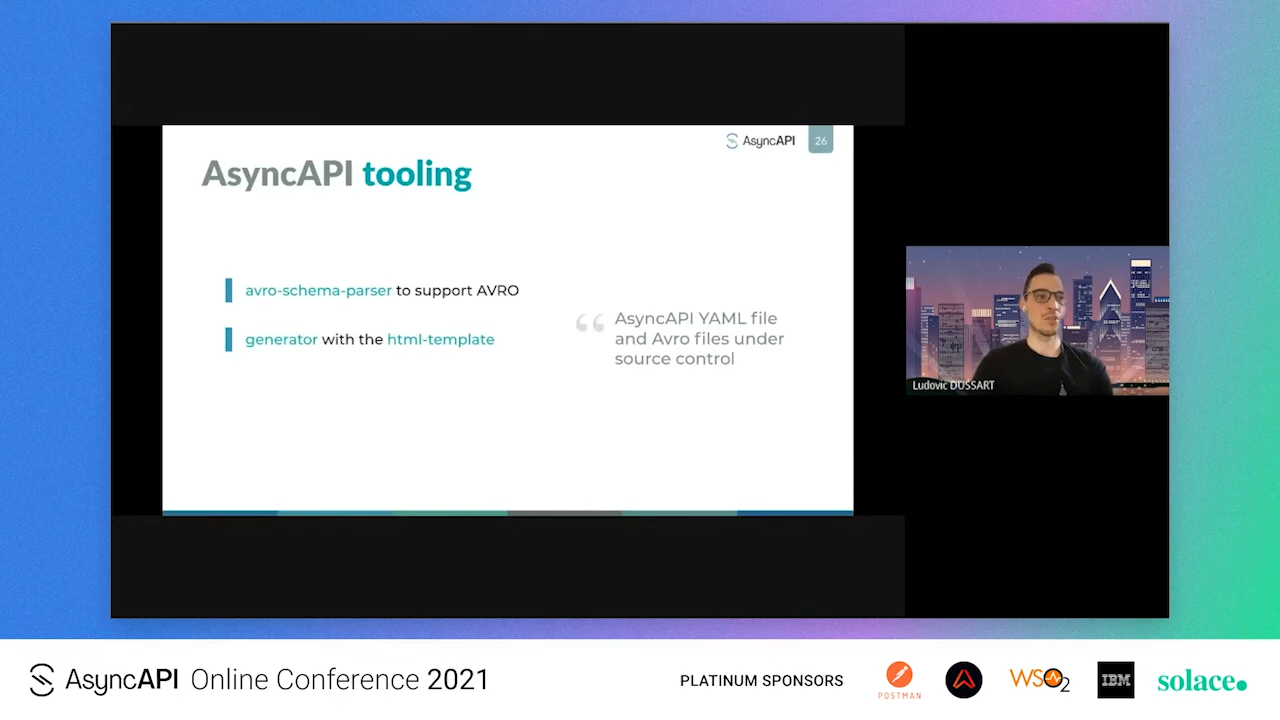 AsyncAPI
26
AsyncAPI tooling
avro-schema-parser to support AVRO
generator with the html-template
“ AsyncAPI YAML file
and Avro files under
source control
Ludovic DUSSART
AsyncAPI Online Conference 2021
PLATINUM SPONSORS
POSTMAN
WSO2
IBM
solace.